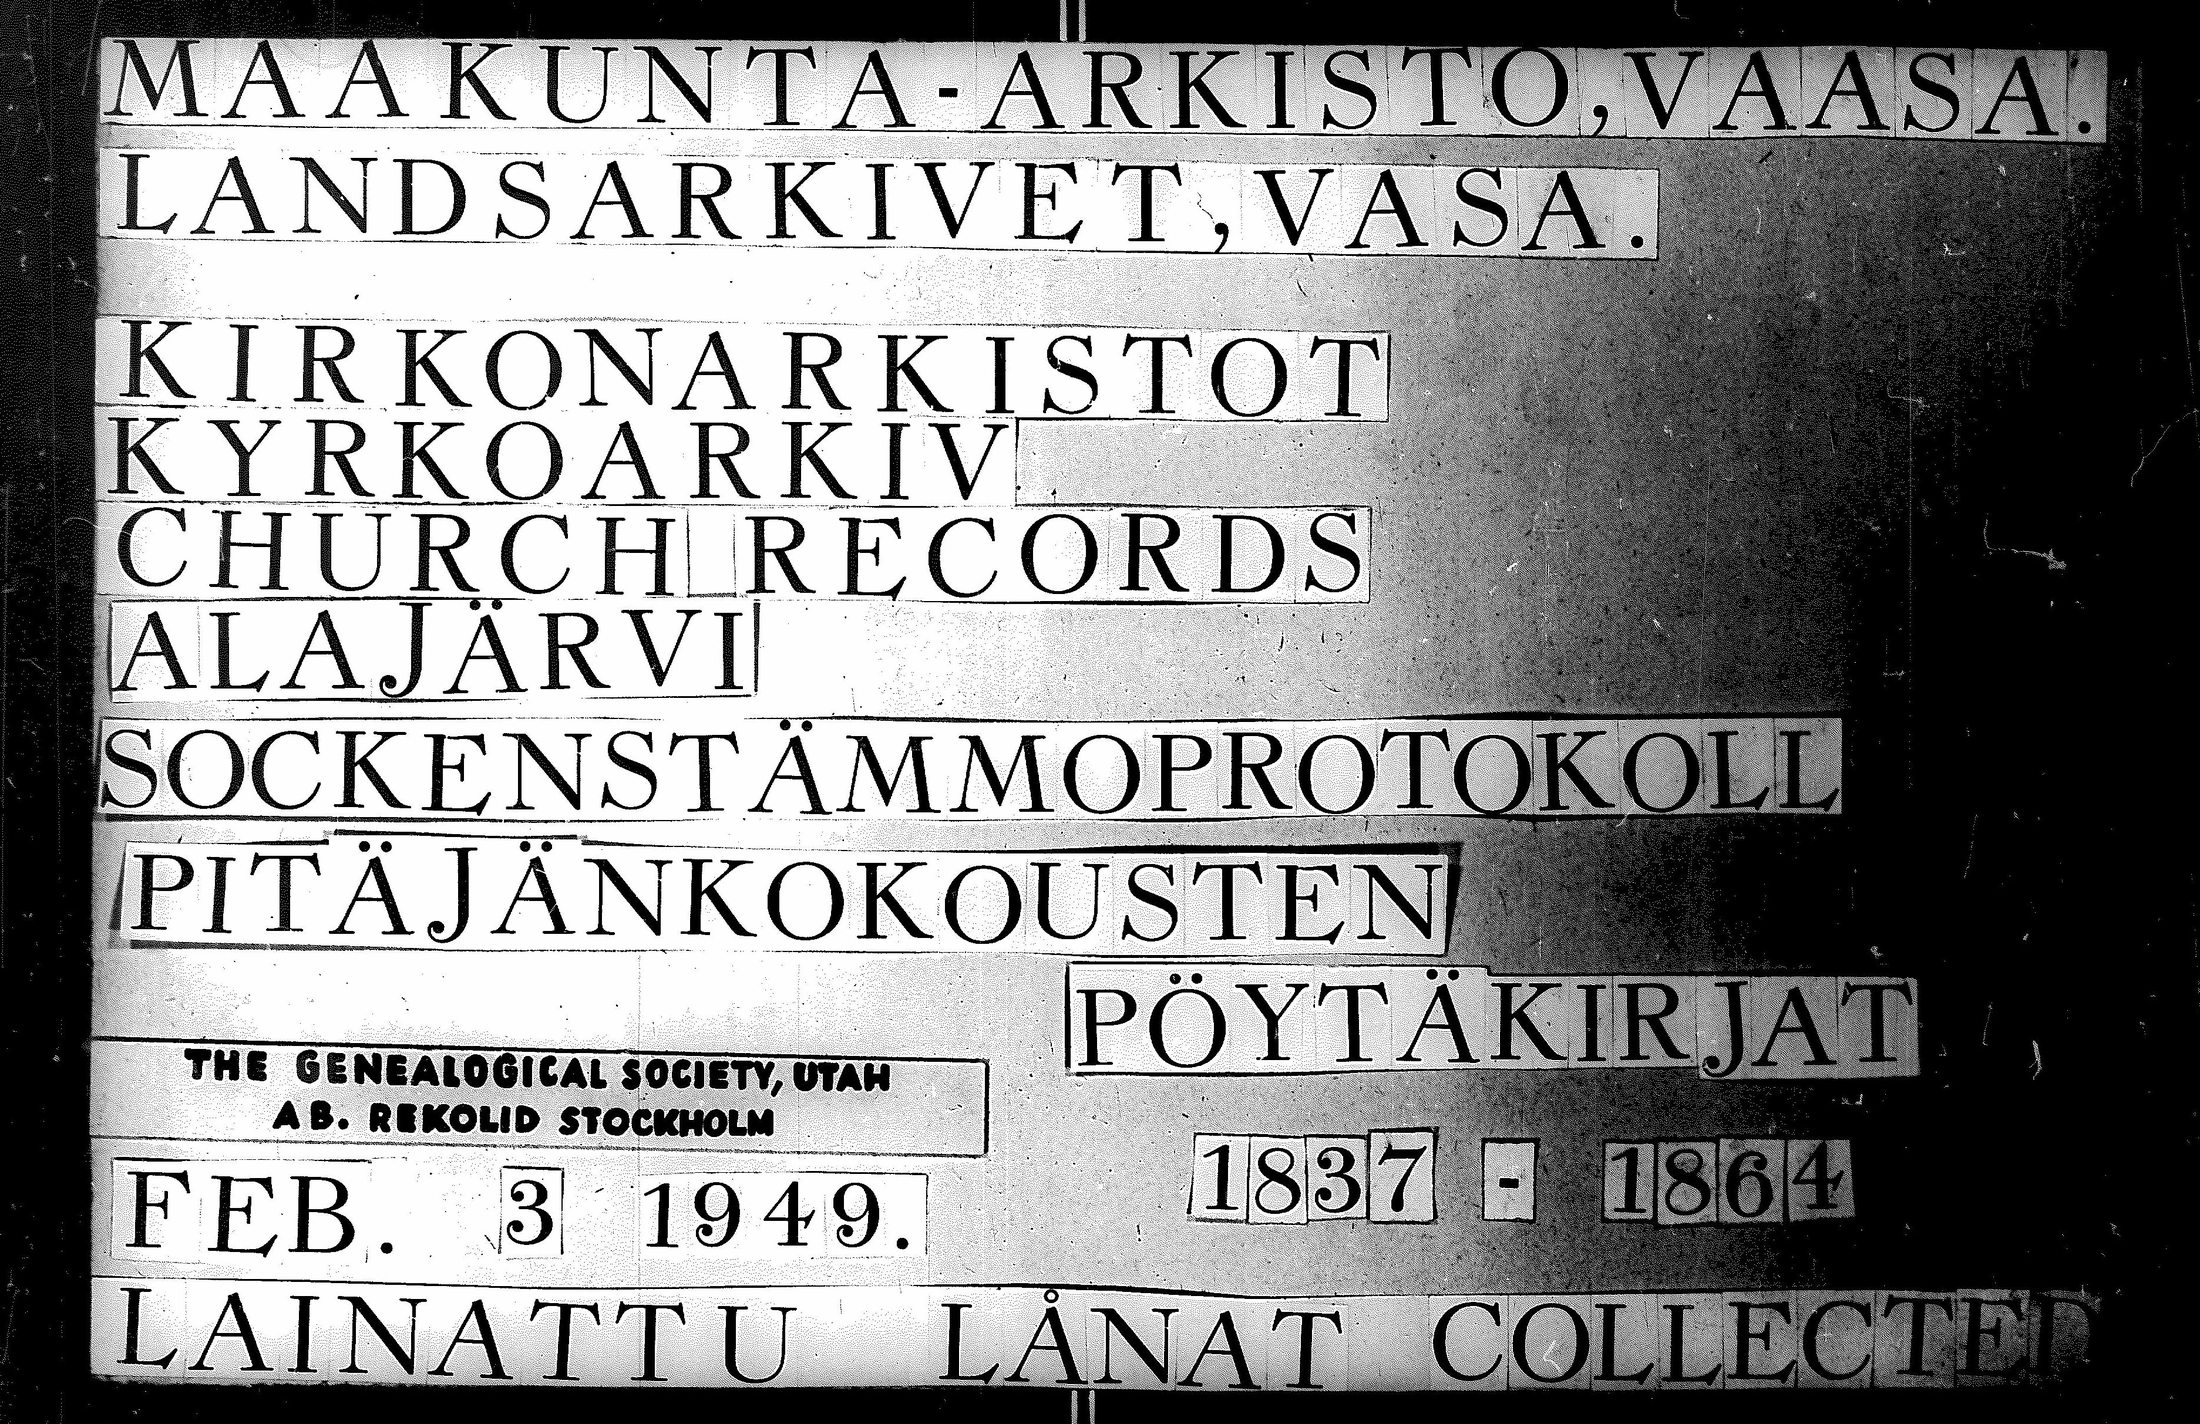 MAAKUNTA-ARKISTO, VAASA.
LANDSARKIVET, VASA.
KIRKONARKISTOT
KYRKOARKIV
CHURCH RECORDS
ALAJÄRVI
SOCKENSTÄMMOPROTOKOLL
PITÄJÄNKOKOUSTEN
PÖYTÄKIRJAT
THE GENEALOGICAL SOCIETY, UTAH
AB. REKOLID STOCKHOLM
1837 - 1864
FEB. 3 1949.
LAINATTU LÅNAT COLLECTED